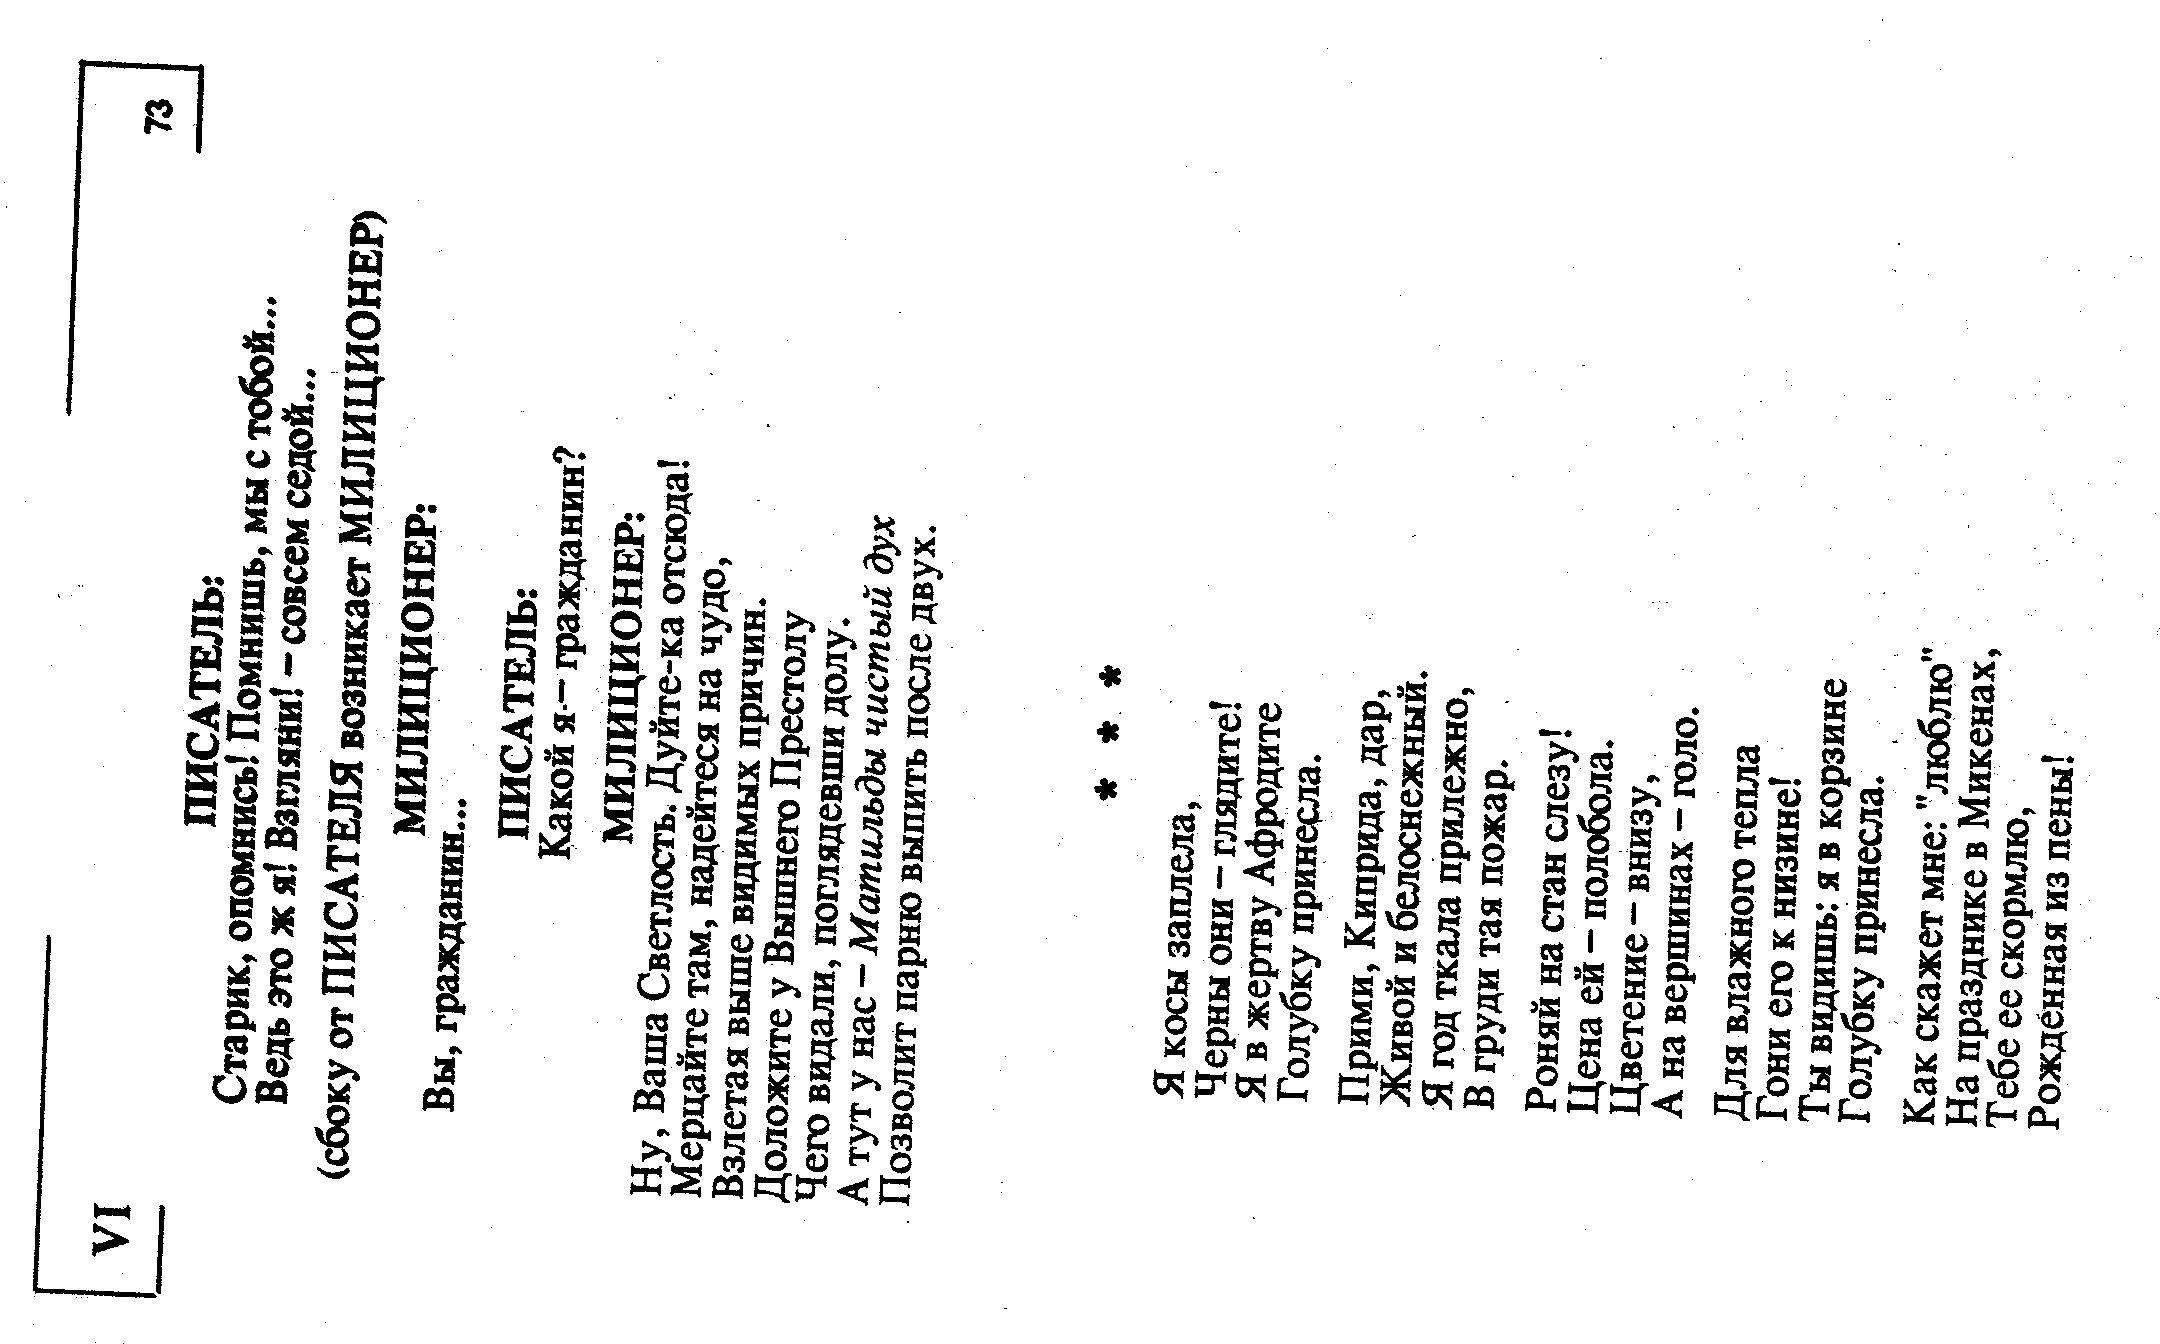 VI
73
ПИСАТЕЛЬ:
Старик, опомнись! Помнишь, мы с тобой...
Ведь это ж я! Взгляни! – совсем седой...
(сбоку от ПИСАТЕЛЯ возникает МИЛИЦИОНЕР)
МИЛИЦИОНЕР:
Вы, гражданин...
ПИСАТЕЛЬ:
Какой я – гражданин?
МИЛИЦИОНЕР:
Ну, Ваша Светлость. Дуйте-ка отсюда!
Мерцайте там, надейтеся на чудо,
Взлетая выше видимых причин.
Доложите у Вышнего Престолу
Чего видали, поглядевши долу.
А тут у нас – Матильды чистый дух
Позволит парню выпить после двух.
* * *
Я косы заплела,
Черны они – глядите!
Я в жертву Афродите
Голубку принесла.
Прими, Киприда, дар,
Живой и белоснежный.
Я год ткала прилежно,
В груди тая пожар.
Роняй на стан слезу!
Цена ей – полобола.
Цветение – внизу,
А на вершинах – голо.
Для влажного тепла
Гони его к низине!
Ты видишь: я в корзине
Голубку принесла.
Как скажет мне: "люблю"
На празднике в Микенах,
Тебе ее скормлю,
Рожденная из пены!